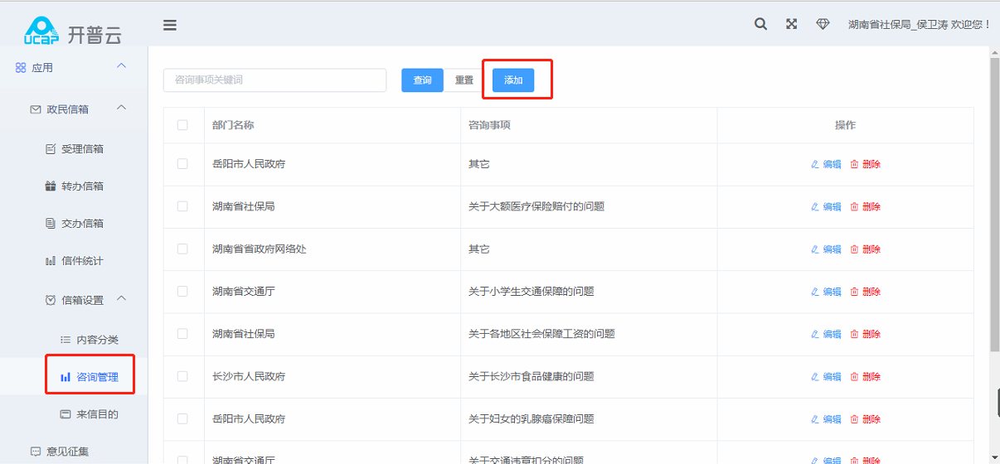 ucap 开普云
湖南省社保局_侯卫涛 欢迎您！
应用
政民信箱
受理信箱
转办信箱
交办信箱
信件统计
信箱设置
内容分类
咨询管理
来信目的
意见征集
咨询事项关键词 查询 重置 添加
部门名称 咨询事项 操作
岳阳市人民政府 其它 编辑 删除
湖南省社保局 关于大额医疗保险赔付的问题 编辑 删除
湖南省省政府网络处 其它 编辑 删除
湖南省交通厅 关于小学生交通保障的问题 编辑 删除
湖南省社保局 关于各地区社会保障工资的问题 编辑 删除
长沙市人民政府 关于长沙市食品健康的问题 编辑 删除
岳阳市人民政府 关于妇女的乳腺癌保障问题 编辑 删除
湖南省交通厅 关于交通违章扣分的问题 编辑 删除